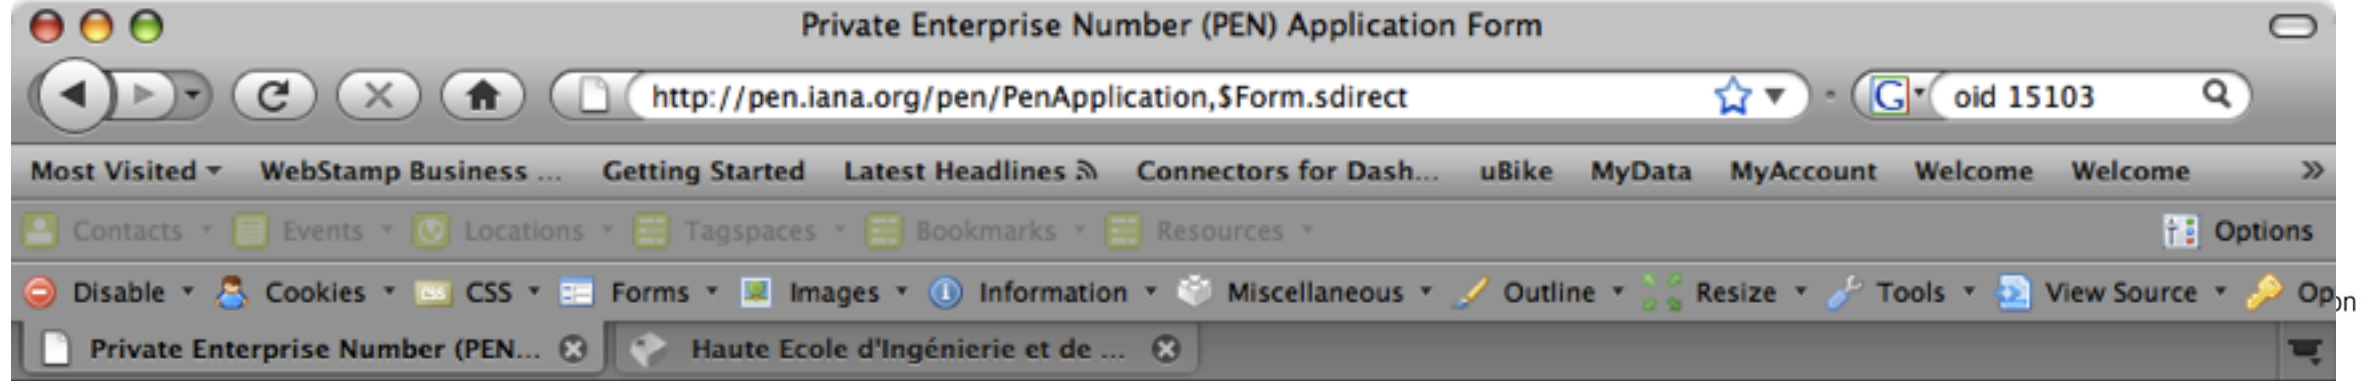 Private Enterprise Number (PEN) Application Form
http://pen.iana.org/pen/PenApplication,$Form.sdirect G oid 15103
Most Visited WebStamp Business ... Getting Started Latest Headlines Connectors for Dash... uBike MyData MyAccount Welcome Welcome »
Contacts Events Locations Tagspaces Bookmarks Resources Options
Disable Cookies CSS CSS Forms Images Information Miscellaneous Outline Resize Tools View Source Op
on
Private Enterprise Number (PEN... Haute Ecole d'Ingénierie et de ...